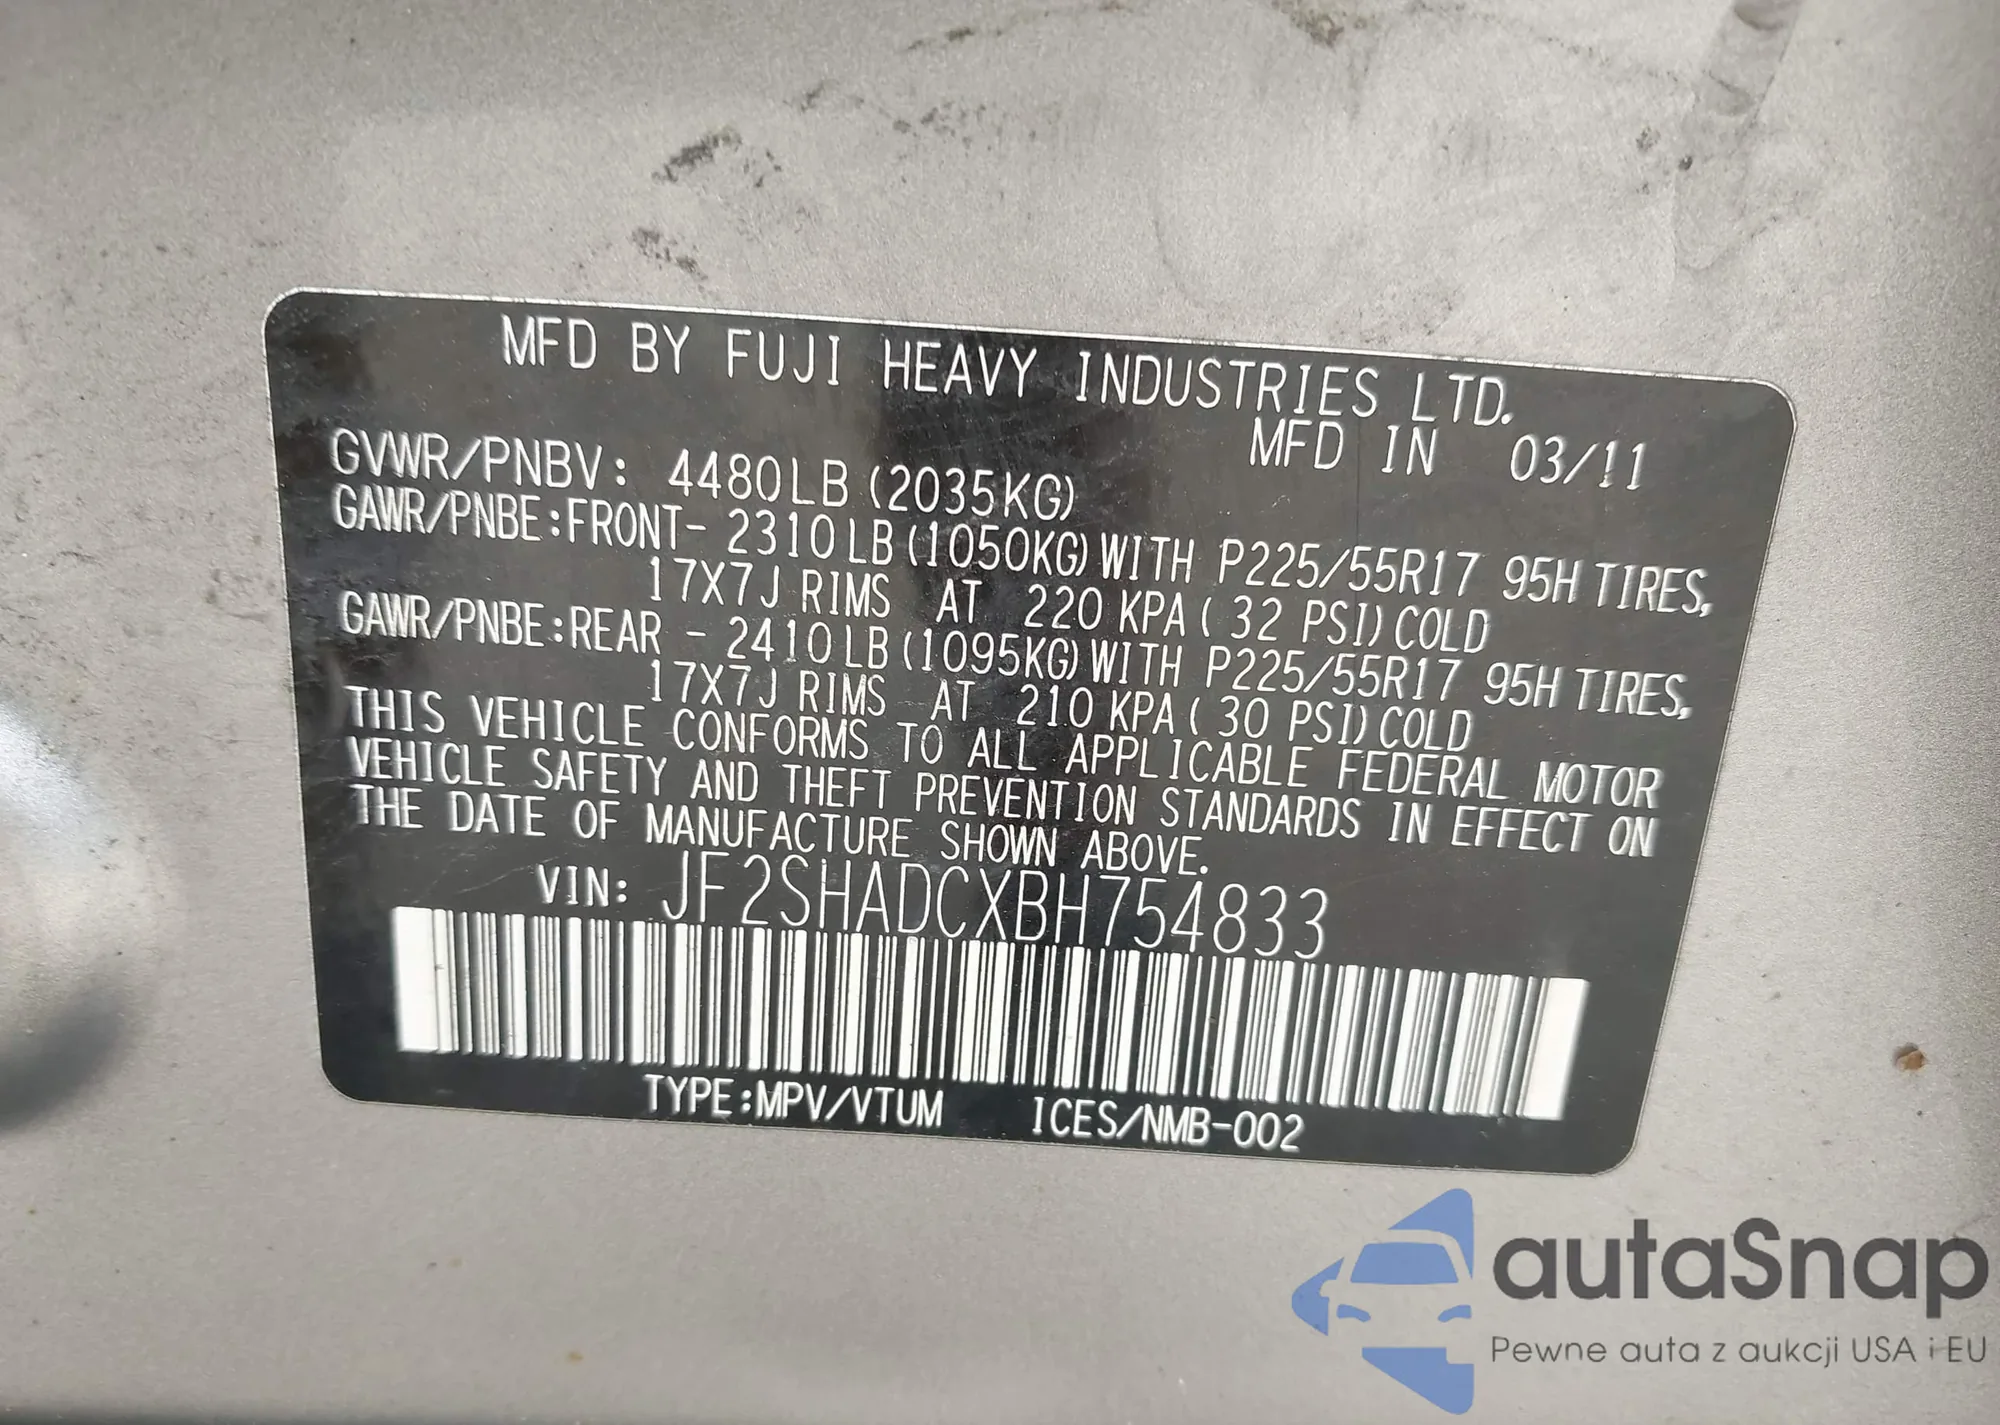 MFD BY FUJI HEAVY INDUSTRIES LTD.
MFD IN 03/11
GVWR/PNBV: 4480LB (2035KG)
GAWR/PNBE:FRONT- 2310LB (1050KG) WITH P225/55R17 95H TIRES,
17X7J RIMS AT 220 KPA ( 32 PSI) COLD
GAWR/PNBE:REAR - 2410LB (1095KG) WITH P225/55R17 95H TIRES,
17X7J RIMS AT 210 KPA ( 30 PSI) COLD
THIS VEHICLE CONFORMS TO ALL APPLICABLE FEDERAL MOTOR
VEHICLE SAFETY AND THEFT PREVENTION STANDARDS IN EFFECT ON
THE DATE OF MANUFACTURE SHOWN ABOVE.
VIN: JF2SHADCXBH754833
TYPE:MPV/VTUM ICES/NMB-002
autaSnap
Pewne auta z aukcji USA i EU